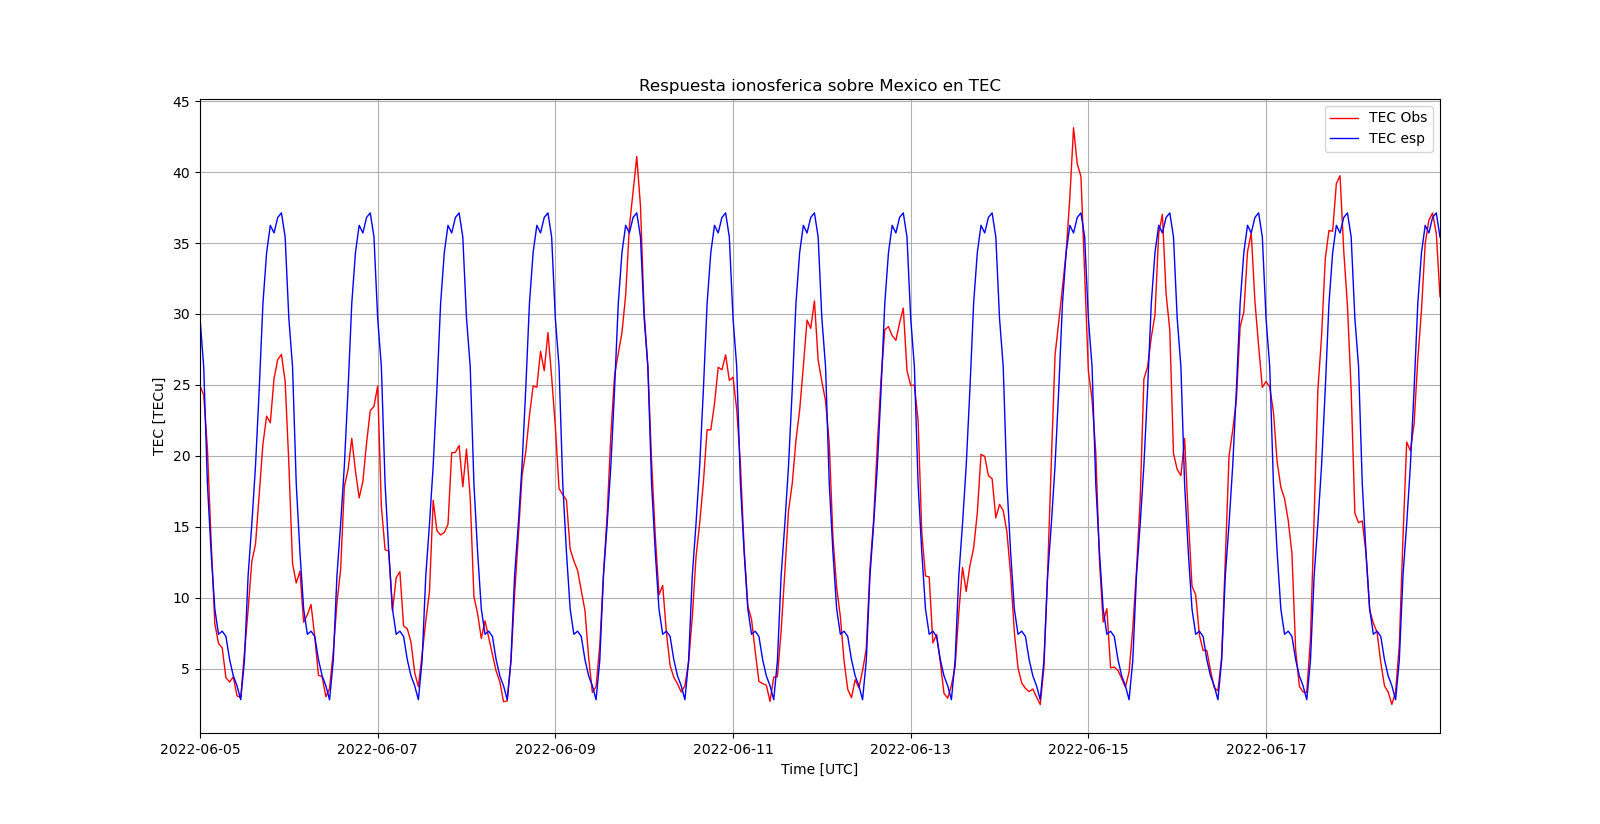 Respuesta ionosferica sobre Mexico en TEC
TEC Obs
TEC esp
TEC [TECu]
45
40
35
30
25
20
15
10
5
2022-06-05 2022-06-07 2022-06-09 2022-06-11 2022-06-13 2022-06-15 2022-06-17
Time [UTC]